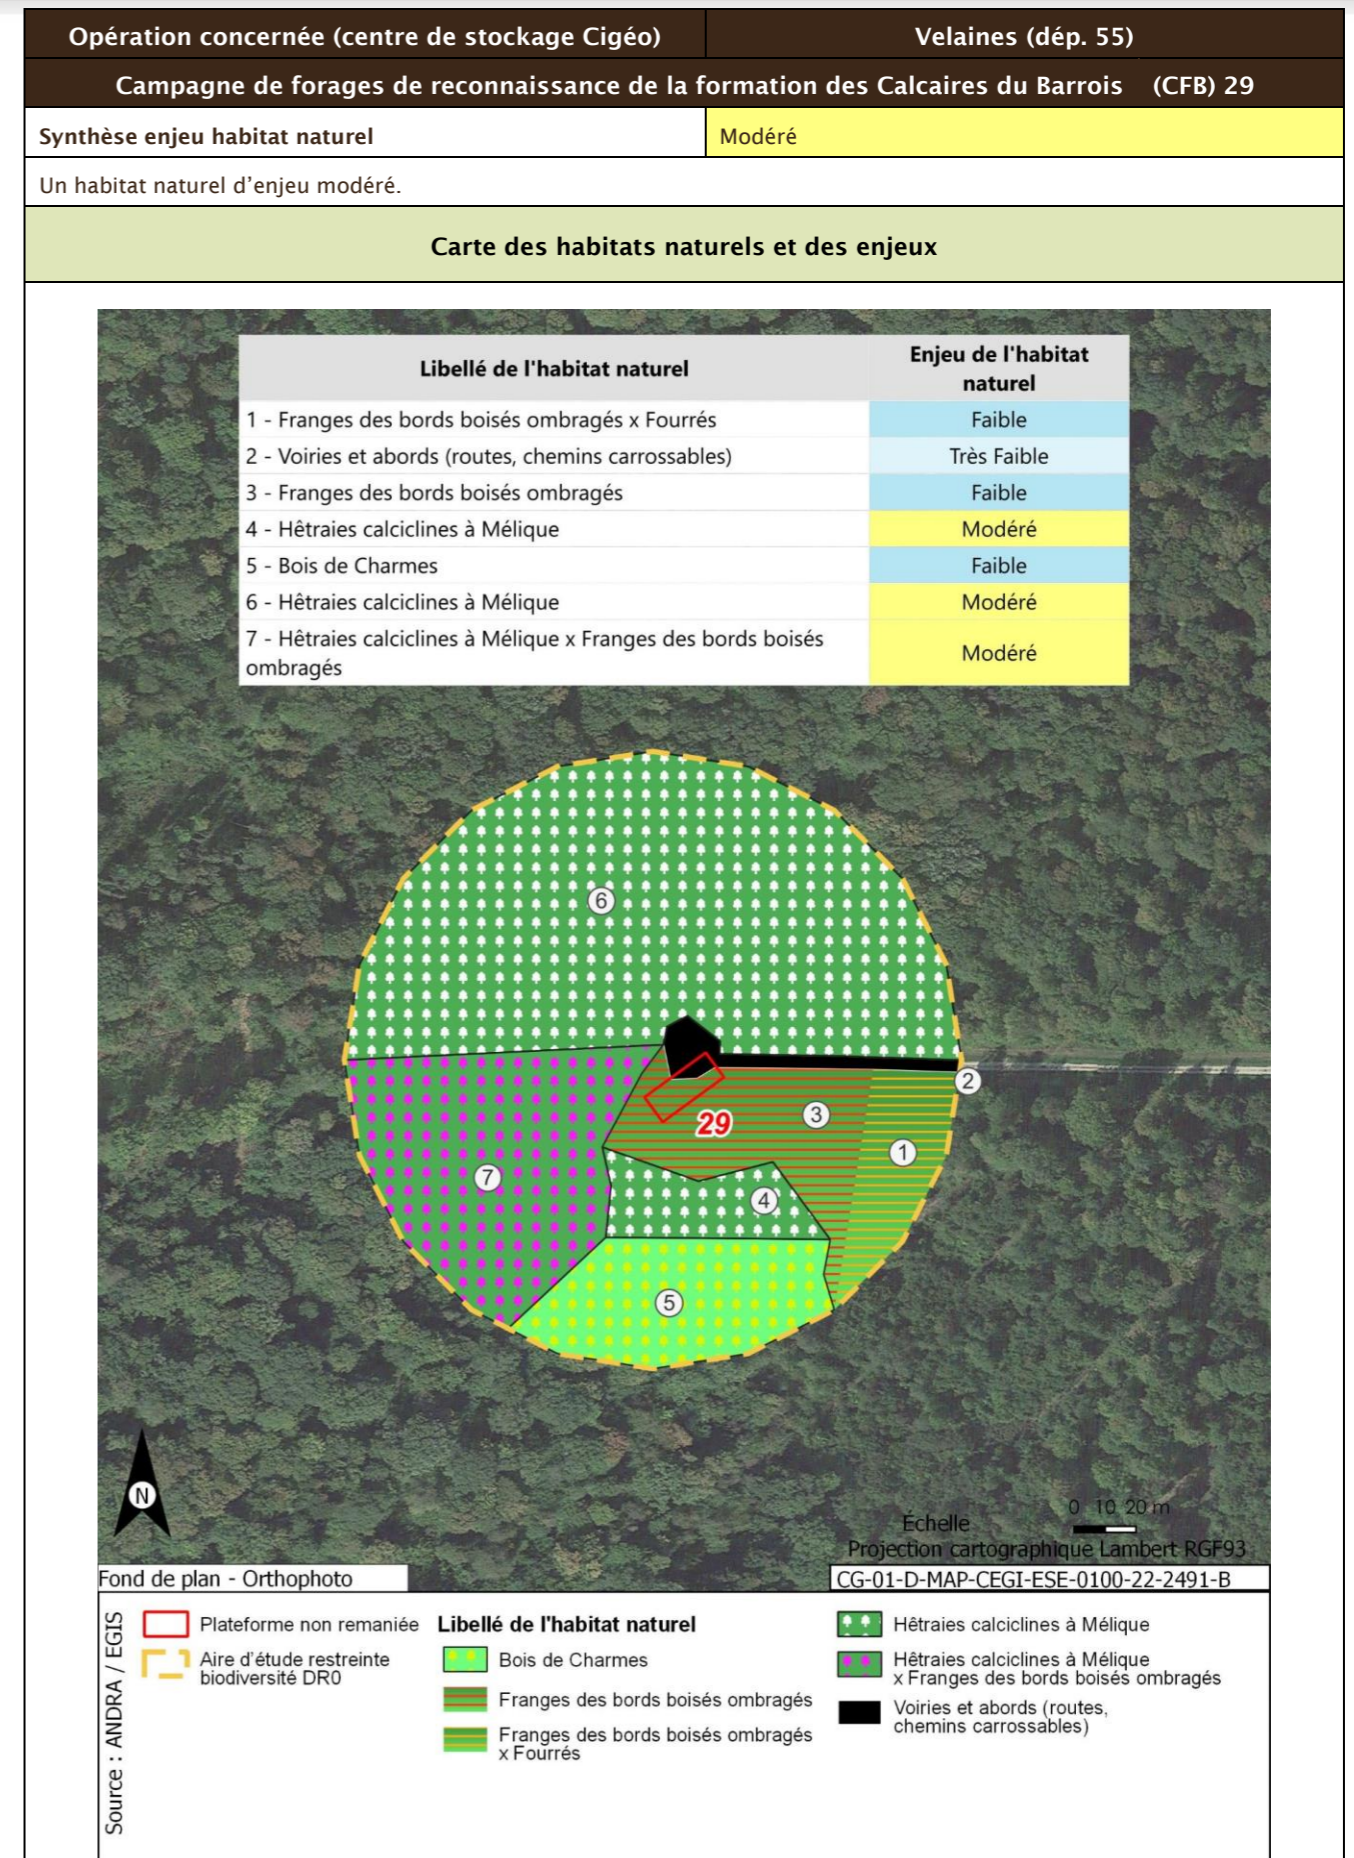 Opération concernée (centre de stockage Cigéo) Velaines (dép. 55)
Campagne de forages de reconnaissance de la formation des Calcaires du Barrois (CFB) 29
Synthèse enjeu habitat naturel Modéré
Un habitat naturel d'enjeu modéré.
Carte des habitats naturels et des enjeux
Libellé de l'habitat naturel Enjeu de l'habitat
naturel
1 - Franges des bords boisés ombragés x Fourrés Faible
2 - Voiries et abords (routes, chemins carrossables) Très Faible
3 - Franges des bords boisés ombragés Faible
4 - Hêtraies calciclines à Mélique Modéré
5 - Bois de Charmes Faible
6 - Hêtraies calciclines à Mélique Modéré
7 - Hêtraies calciclines à Mélique x Franges des bords boisés
ombragés Modéré
6
2
3
29
1
7
4
5
N
0 10 20 m
Échelle
Projection cartographique Lambert RGF93
Fond de plan - Orthophoto
CG-01-D-MAP-CEGI-ESE-0100-22-2491-B
Source : ANDRA / EGIS
Plateforme non remaniée
Aire d'étude restreinte
biodiversité DR0
Libellé de l'habitat naturel
Bois de Charmes
Franges des bords boisés ombragés
Franges des bords boisés ombragés
x Fourrés
Hêtraies calciclines à Mélique
Hêtraies calciclines à Mélique
x Franges des bords boisés ombragés
Voiries et abords (routes,
chemins carrossables)